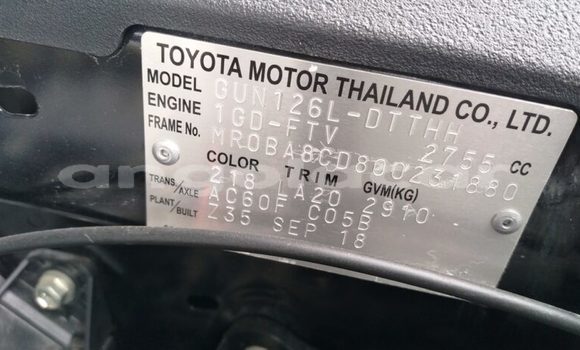 TOYOTA MOTOR THAILAND CO., LTD.
MODEL GUN126L-DTTHH
ENGINE 1GD-FTV 2755 CC
FRAME No. MR0BA8CD800231880
COLOR TRIM GVM(KG)
218 1A20 2910
TRANS/AXLE AC60F C05B
PLANT/BUILT Z35 SEP 18